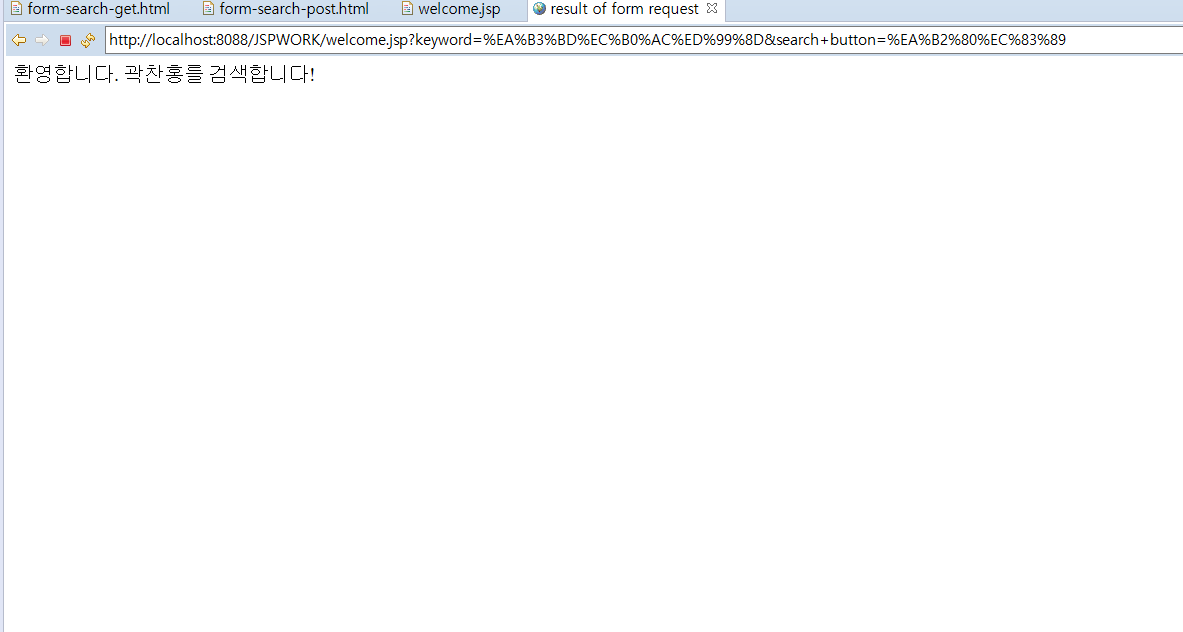 form-search-get.html form-search-post.html welcome.jsp result of form request
http://localhost:8088/JSPWORK/welcome.jsp?keyword=%EA%B3%BD%EC%B0%AC%ED%99%8D&search+button=%EA%B2%80%EC%83%89
환영합니다. 곽찬홍를 검색합니다!